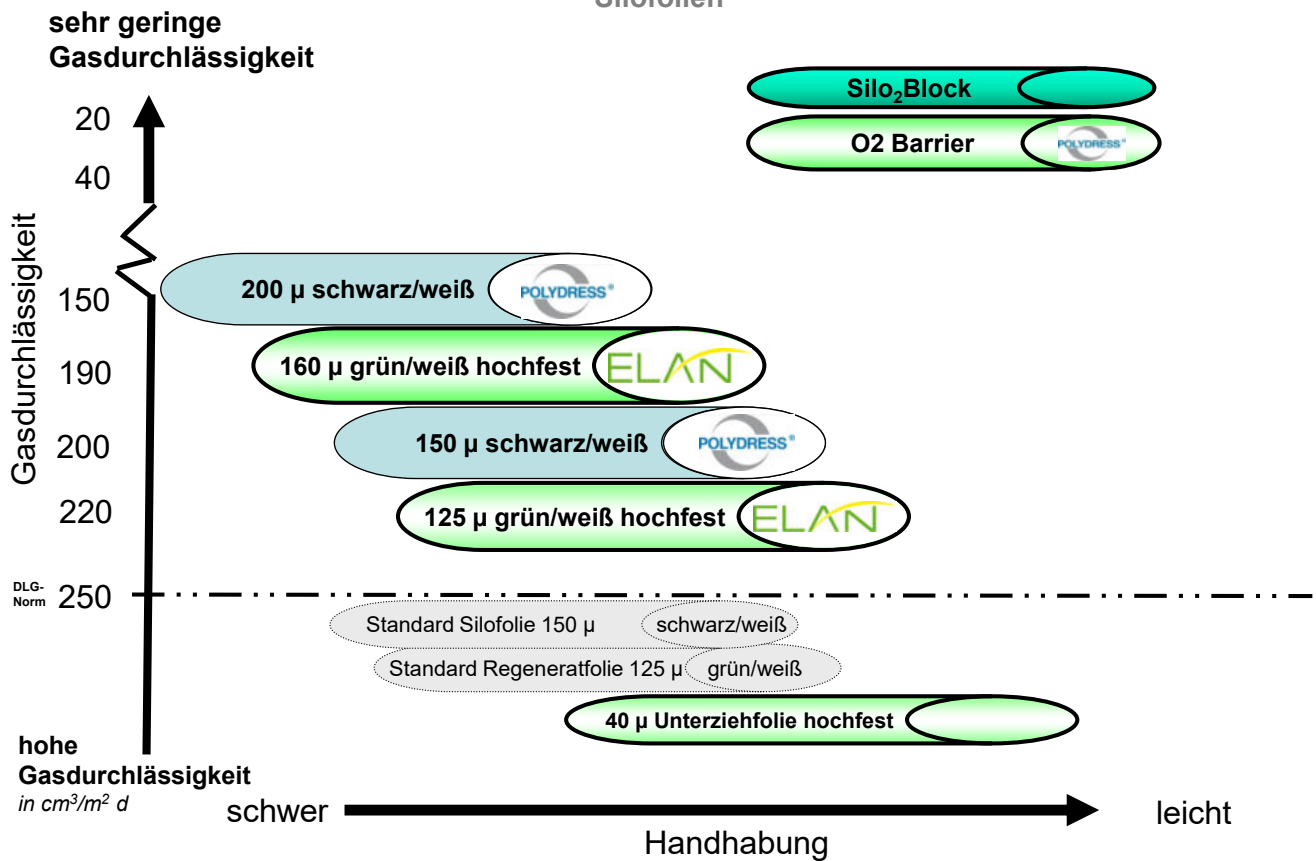 Silofolien
sehr geringe
Gasdurchlässigkeit
Silo₂Block
20
O2 Barrier
POLYDRESS®
40
Gasdurchlässigkeit
150
200 µ schwarz/weiß
POLYDRESS®
190
160 µ grün/weiß hochfest
ELAN
200
150 µ schwarz/weiß
POLYDRESS®
220
125 µ grün/weiß hochfest
ELAN
DLG-
Norm
250
Standard Silofolie 150 µ
schwarz/weiß
Standard Regeneratfolie 125 µ
grün/weiß
40 µ Unterziehfolie hochfest
hohe
Gasdurchlässigkeit
in cm³/m² d
schwer
leicht
Handhabung